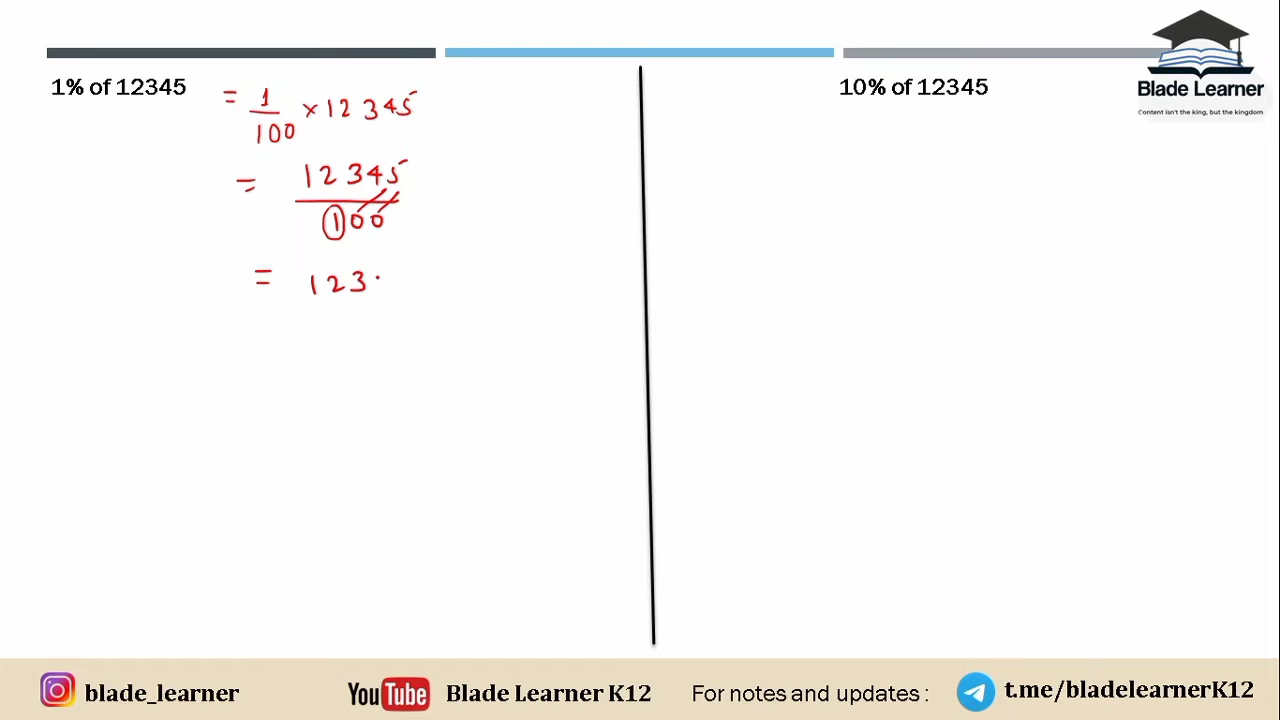 1% of 12345
= 1/100 × 12345
= 12345/100
= 123.
10% of 12345
Blade Learner
Content isn't the king, but the kingdom
blade_learner
YouTube
Blade Learner K12
For notes and updates :
t.me/bladelearnerK12